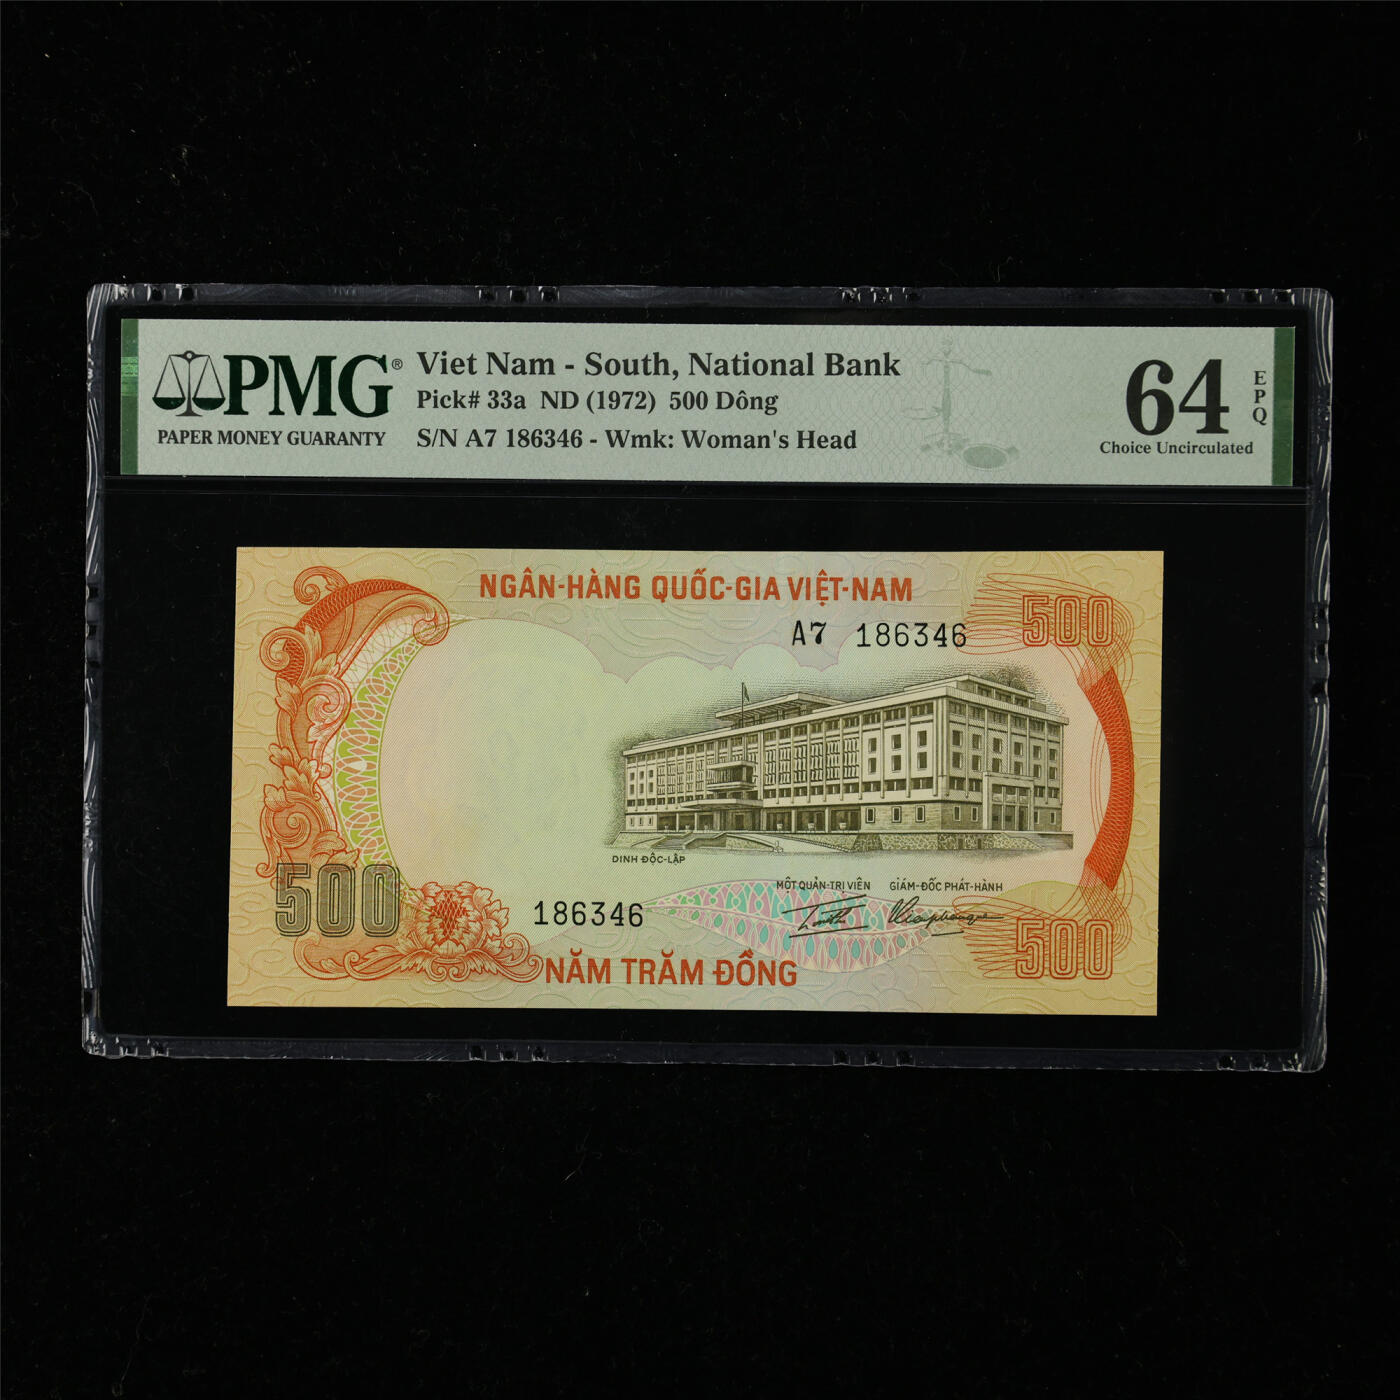 PMG®
PAPER MONEY GUARANTY
Viet Nam - South, National Bank
Pick# 33a ND (1972) 500 Dông
S/N A7 186346 - Wmk: Woman's Head
64
EPQ
Choice Uncirculated
NGÂN-HÀNG QUỐC-GIA VIỆT-NAM
500
A7 186346
DINH ĐỘC-LẬP
MỘT QUẢN-TRỊ VIÊN GIÁM-ĐỐC PHÁT-HÀNH
500
186346
500
NĂM TRĂM ĐỒNG